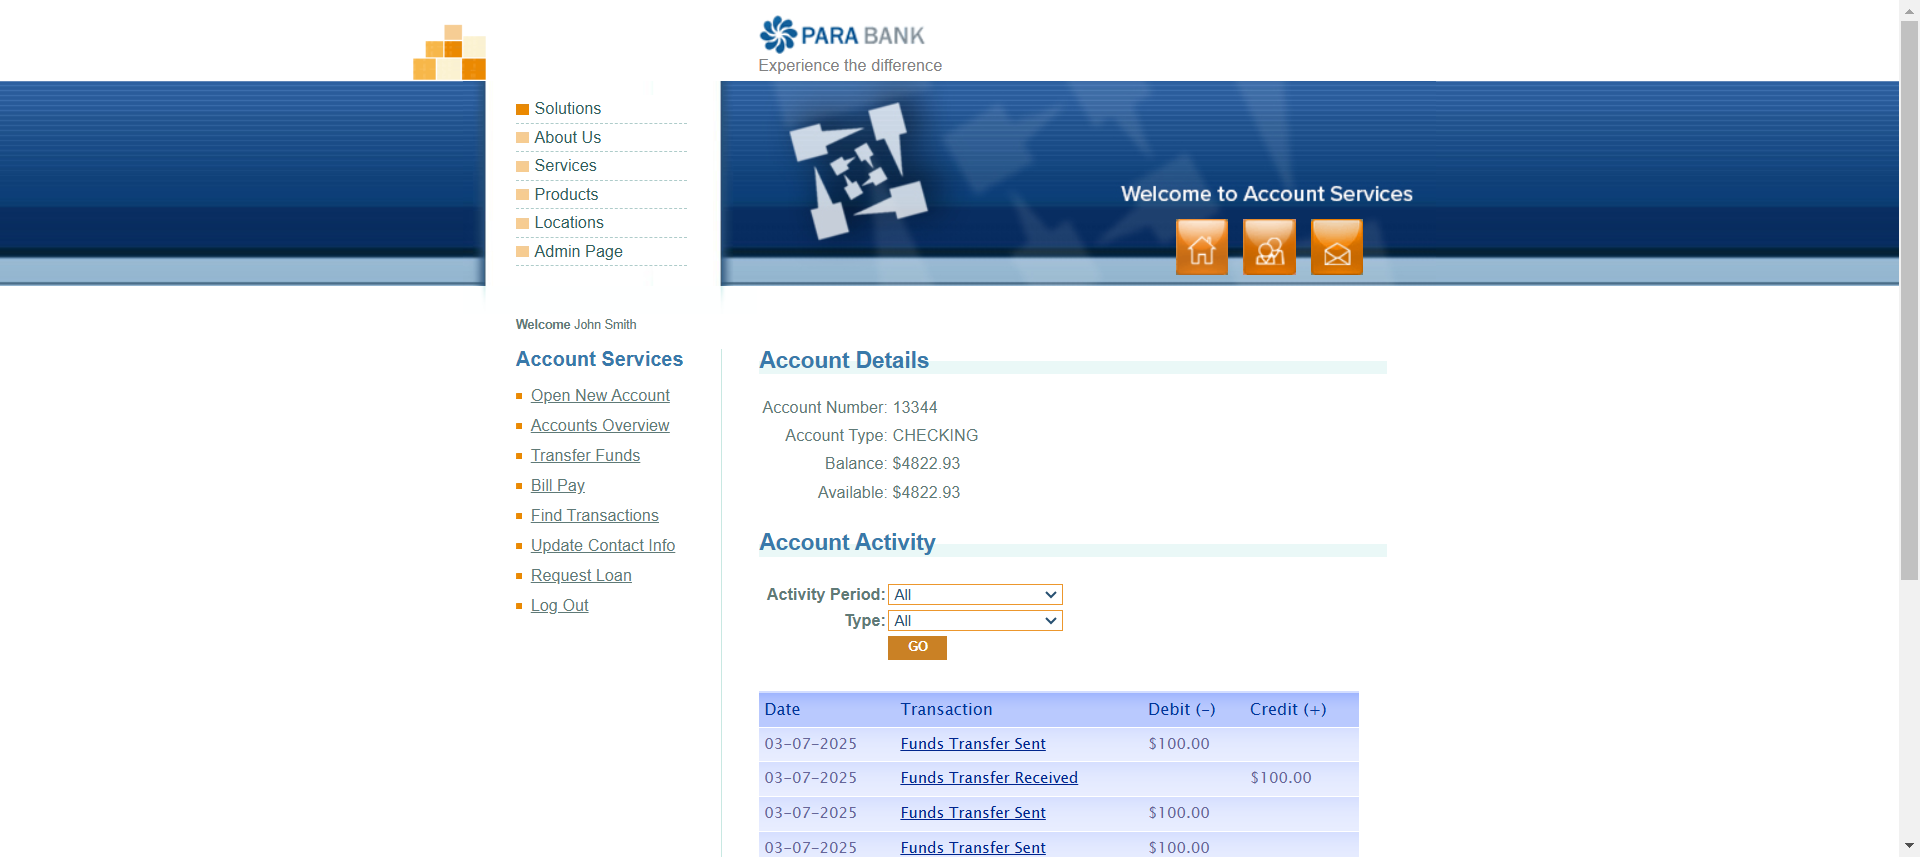 PARA BANK
Experience the difference
Solutions
About Us
Services
Products
Locations
Admin Page
Welcome to Account Services
Welcome John Smith
Account Services
Open New Account
Accounts Overview
Transfer Funds
Bill Pay
Find Transactions
Update Contact Info
Request Loan
Log Out
Account Details
Account Number: 13344
Account Type: CHECKING
Balance: $4822.93
Available: $4822.93
Account Activity
Activity Period: All
Type: All
GO
Date Transaction Debit (-) Credit (+)
03-07-2025 Funds Transfer Sent $100.00
03-07-2025 Funds Transfer Received $100.00
03-07-2025 Funds Transfer Sent $100.00
03-07-2025 Funds Transfer Sent $100.00